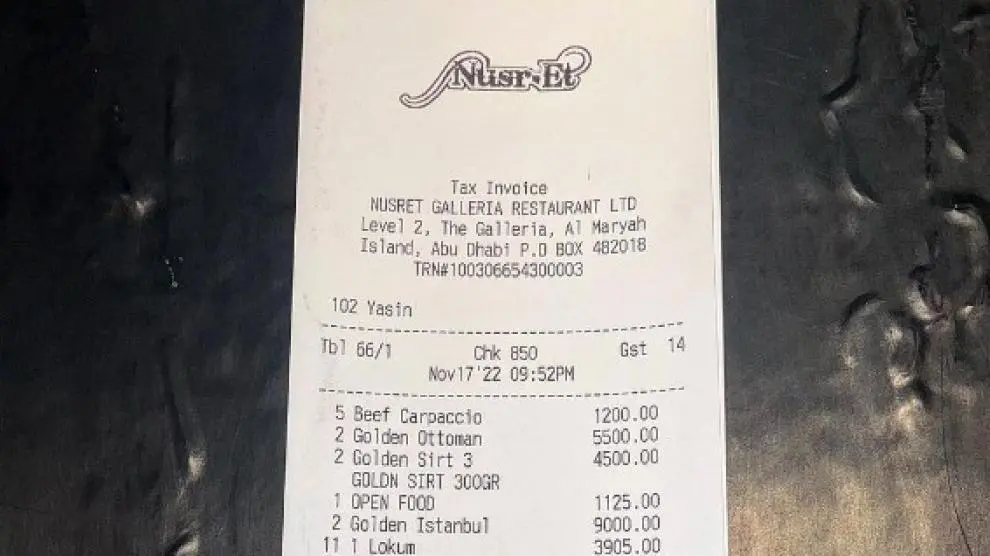 Nusr-Et
Tax Invoice
NUSRET GALLERIA RESTAURANT LTD
Level 2, The Galleria, Al Maryah
Island, Abu Dhabi P.O BOX 482018
TRN#100306654300003
102 Yasin
Tbl 66/1 Chk 850 Gst 14
Nov17'22 09:52PM
5 Beef Carpaccio 1200.00
2 Golden Ottoman 5500.00
2 Golden Sirt 3 4500.00
GOLDN SIRT 300GR
1 OPEN FOOD 1125.00
2 Golden Istanbul 9000.00
11 1 Lokum 3905.00